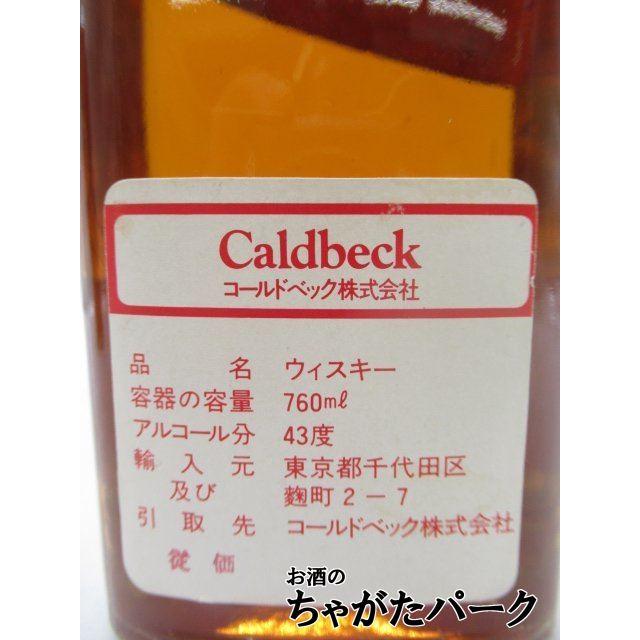 Caldbeck
コールドベック株式会社
品名 ウィスキー
容器の容量 760ml
アルコール分 43度
輸入元 東京都千代田区
及び 麹町2-7
引取先 コールドベック株式会社
従価
お酒の
ちゃがたパーク